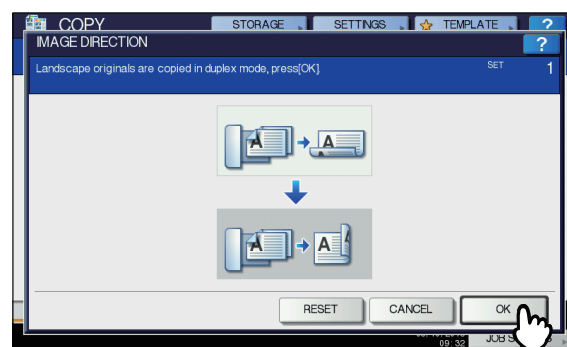 COPY STORAGE SETTINGS TEMPLATE ?
IMAGE DIRECTION ?
Landscape originals are copied in duplex mode, press[OK]. SET 1
A A
A A
RESET CANCEL OK
09:32 JOB S